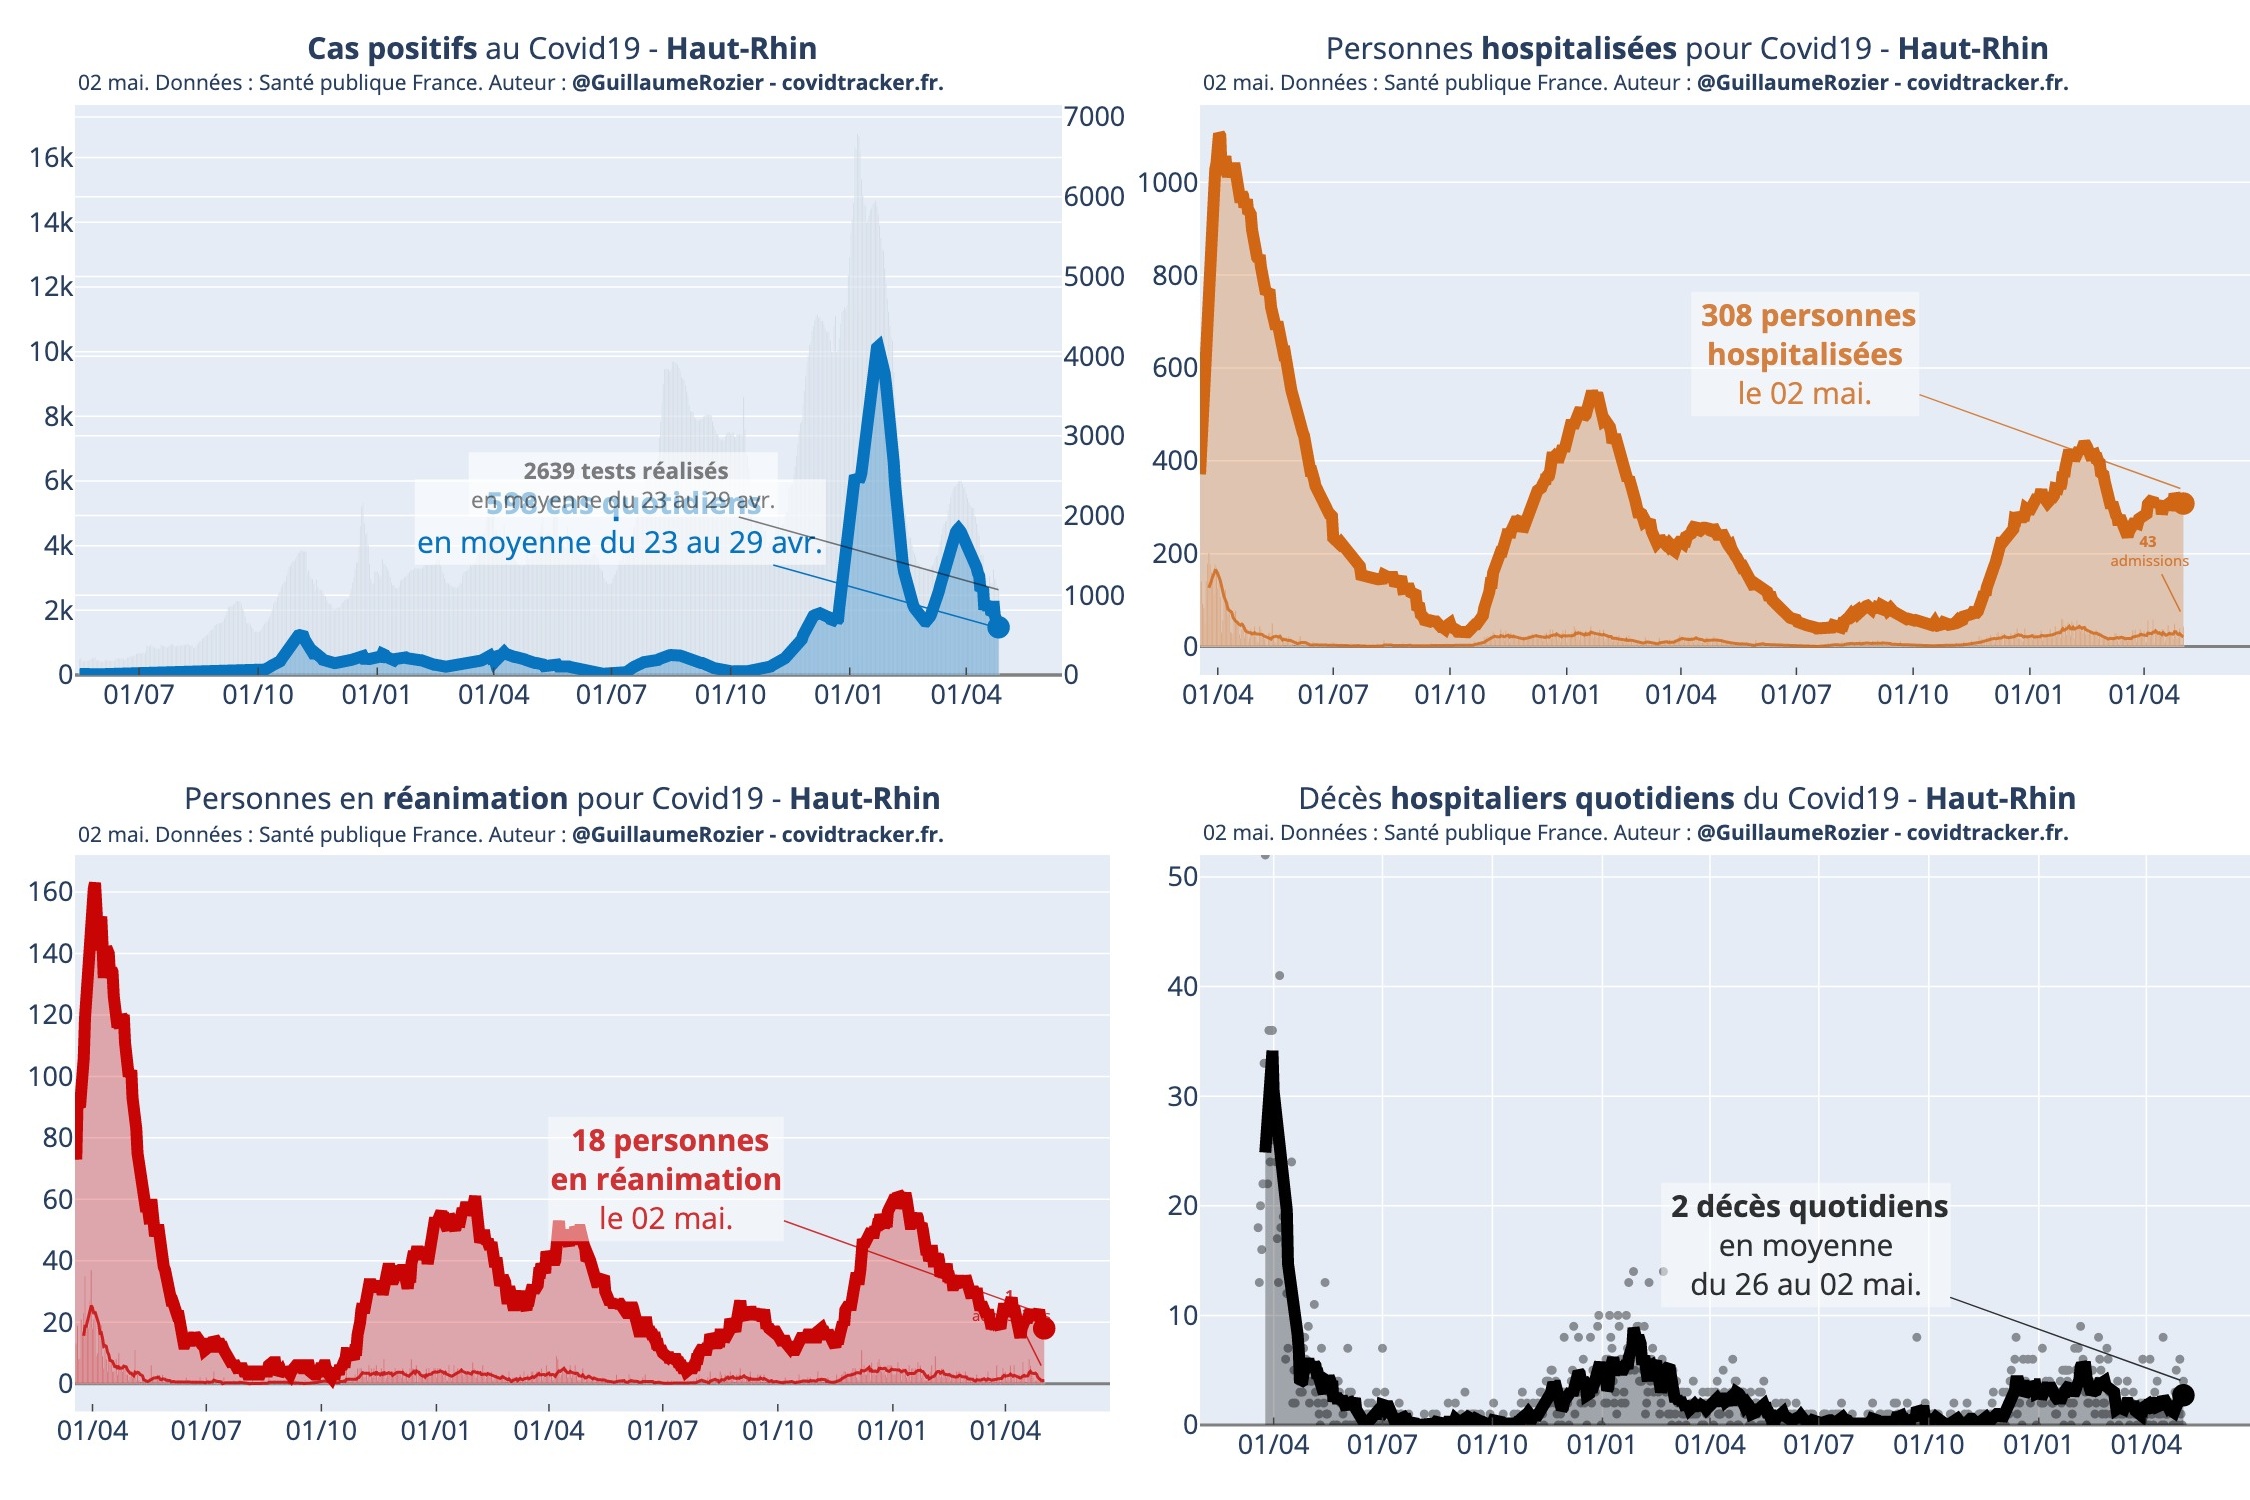 Cas positifs au Covid19 - Haut-Rhin
02 mai. Données : Santé publique France. Auteur : @GuillaumeRozier - covidtracker.fr.
7000
6000
5000
4000
3000
2000
1000
0
16k
14k
12k
10k
8k
6k
4k
2k
0
2639 tests réalisés
en moyenne du 23 au 29 avr.
598 cas quotidiens
en moyenne du 23 au 29 avr.
01/07 01/10 01/01 01/04 01/07 01/10 01/01 01/04
Personnes hospitalisées pour Covid19 - Haut-Rhin
02 mai. Données : Santé publique France. Auteur : @GuillaumeRozier - covidtracker.fr.
1000
800
600
400
200
0
308 personnes
hospitalisées
le 02 mai.
43
admissions
01/04 01/07 01/10 01/01 01/04 01/07 01/10 01/01 01/04
Personnes en réanimation pour Covid19 - Haut-Rhin
02 mai. Données : Santé publique France. Auteur : @GuillaumeRozier - covidtracker.fr.
160
140
120
100
80
60
40
20
0
18 personnes
en réanimation
le 02 mai.
1
01/04 01/07 01/10 01/01 01/04 01/07 01/10 01/01 01/04
Décès hospitaliers quotidiens du Covid19 - Haut-Rhin
02 mai. Données : Santé publique France. Auteur : @GuillaumeRozier - covidtracker.fr.
50
40
30
20
10
0
2 décès quotidiens
en moyenne
du 26 au 02 mai.
01/04 01/07 01/10 01/01 01/04 01/07 01/10 01/01 01/04